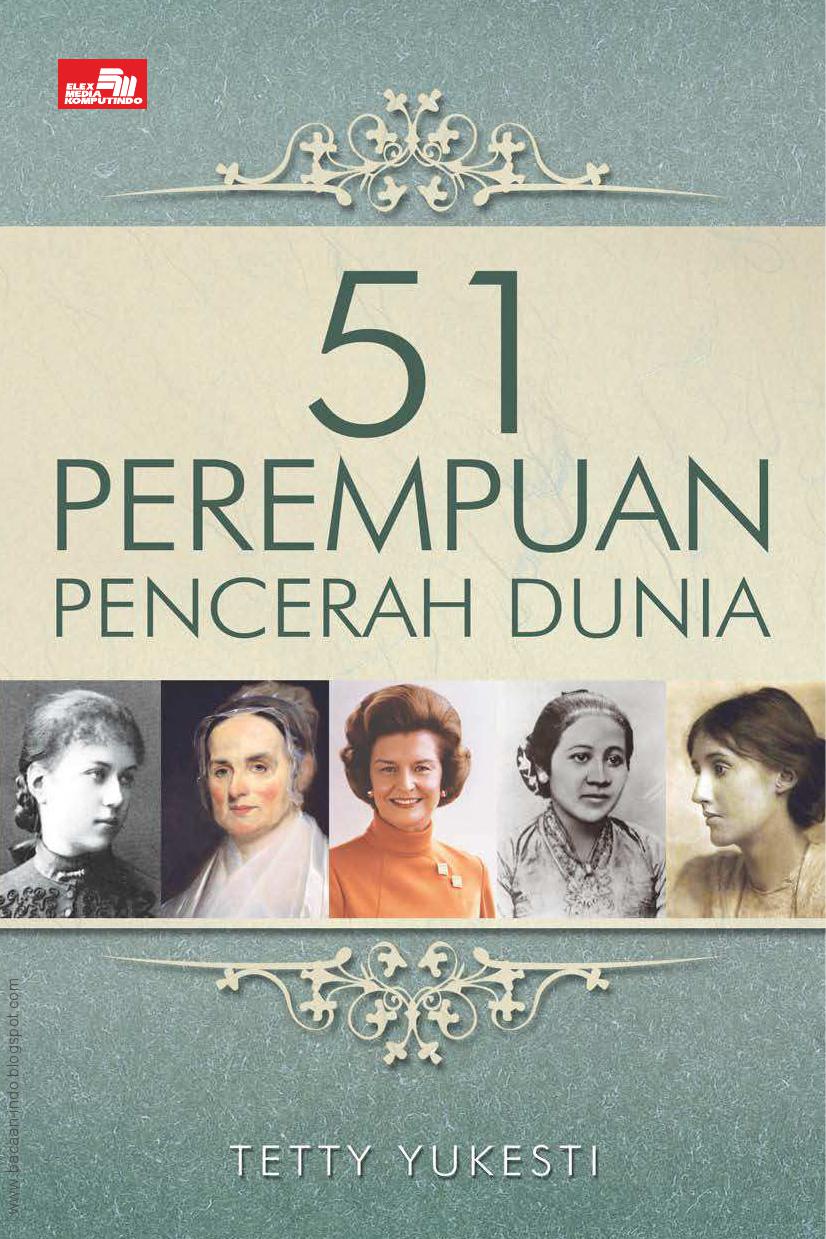 ELEX
MEDIA
KOMPUTINDO
51
PEREMPUAN
PENCERAH DUNIA
www.bacaan-indo.blogspot.com
TETTY YUKESTI